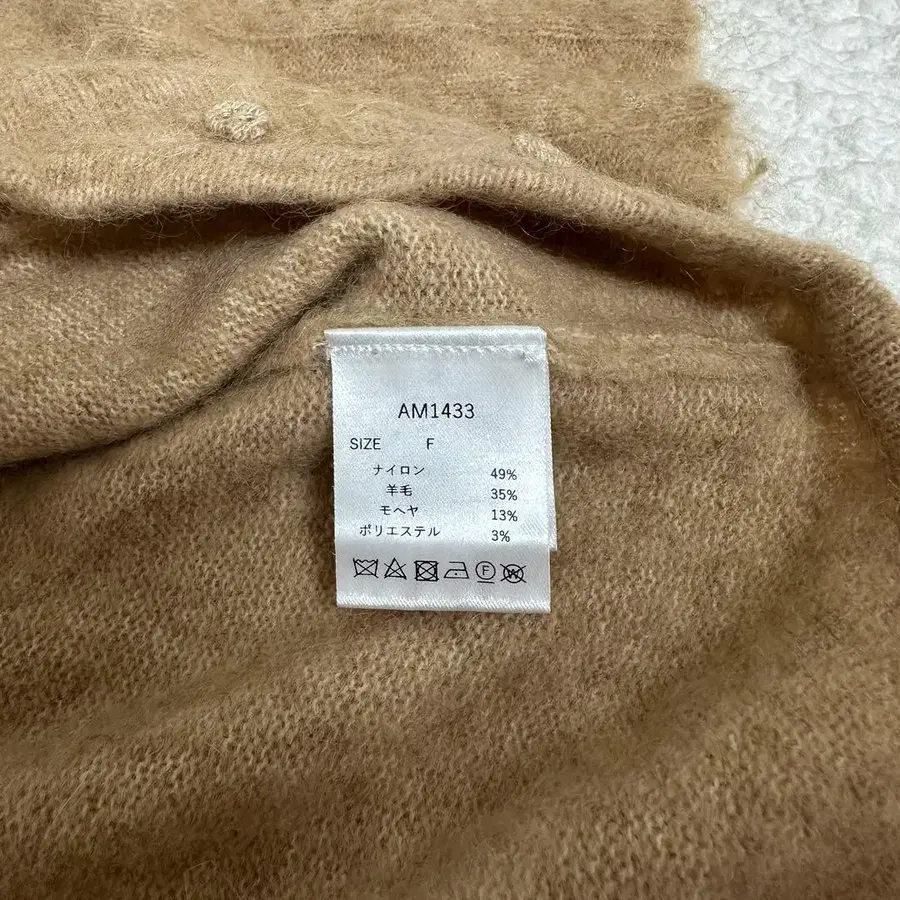 AM1433
SIZE F
ナイロン 49%
羊毛 35%
モヘヤ 13%
ポリエステル 3%
F W